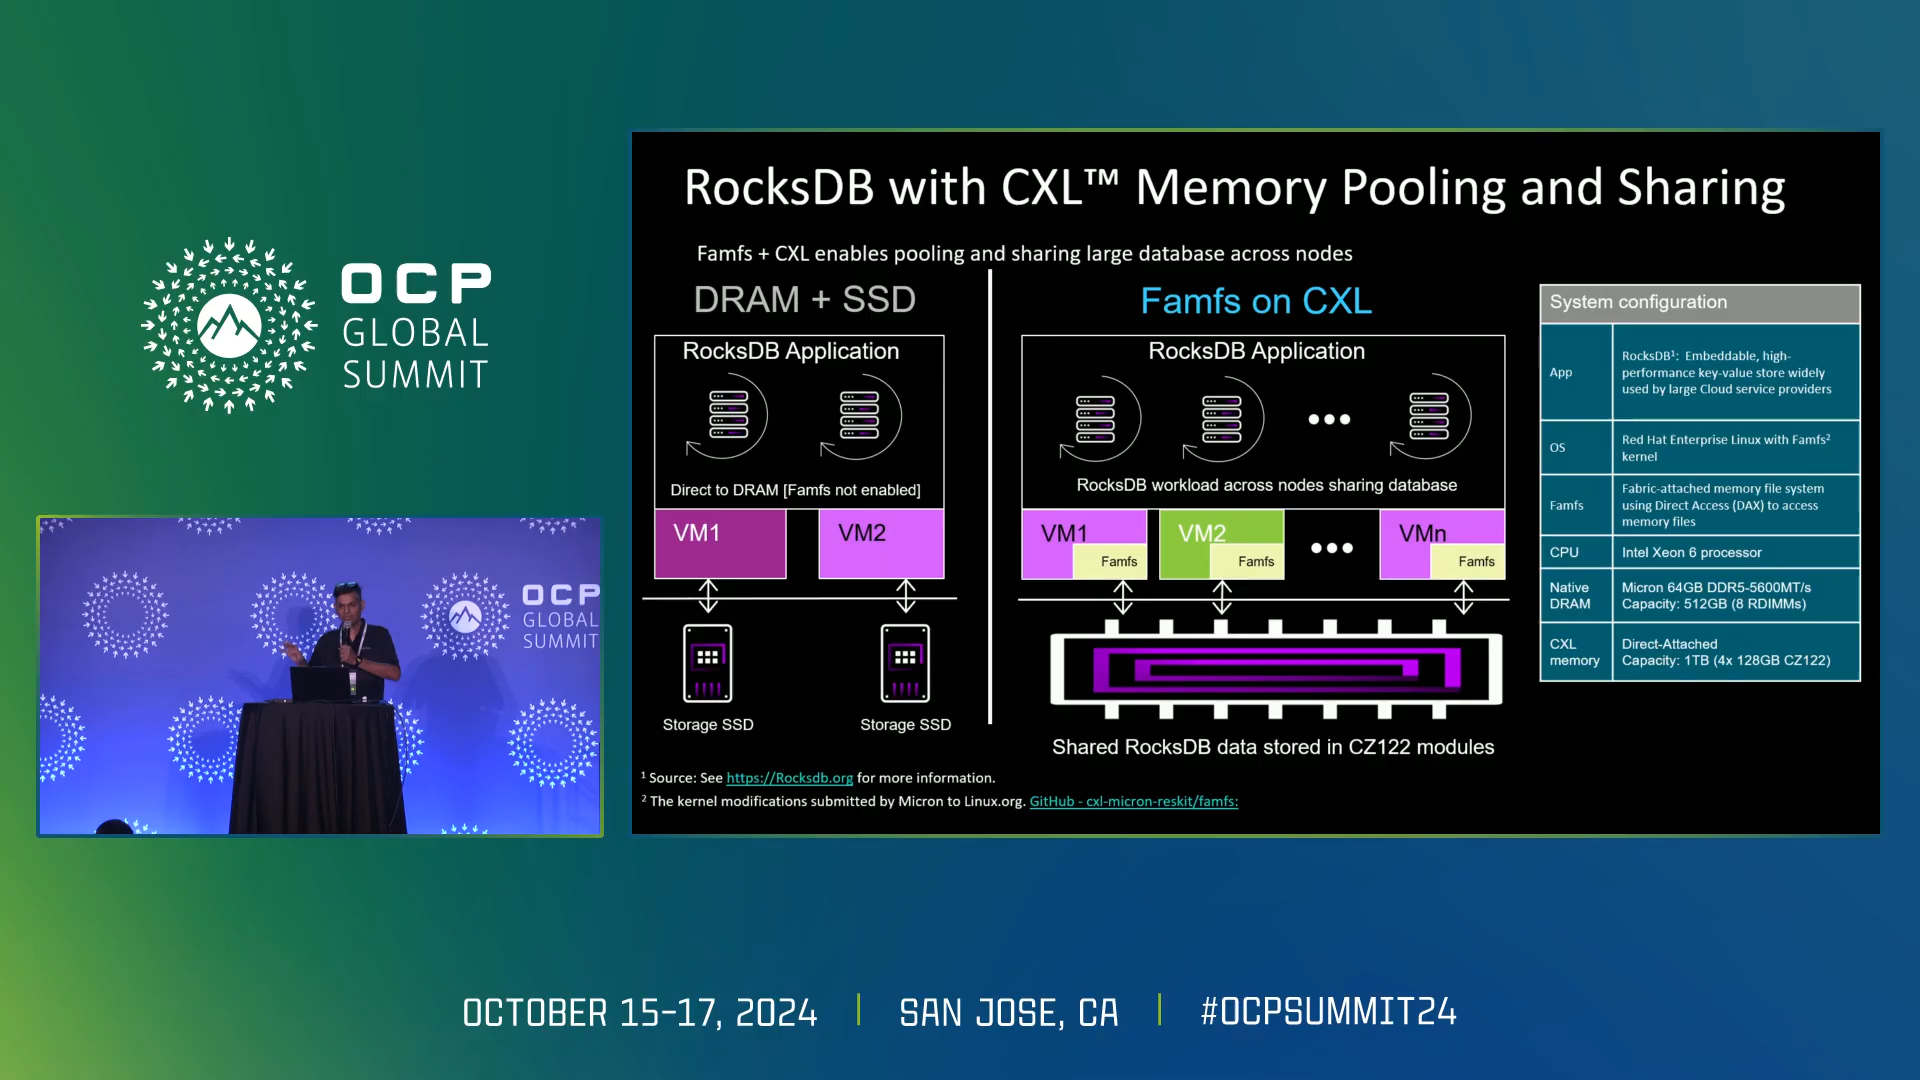 OCP
GLOBAL
SUMMIT
OCP
GLOBAL
SUMMIT
RocksDB with CXL™ Memory Pooling and Sharing
Famfs + CXL enables pooling and sharing large database across nodes
DRAM + SSD
RocksDB Application
Direct to DRAM [Famfs not enabled]
VM1
VM2
Storage SSD
Storage SSD
Famfs on CXL
RocksDB Application
•••
RocksDB workload across nodes sharing database
VM1
Famfs
VM2
Famfs
•••
VMn
Famfs
Shared RocksDB data stored in CZ122 modules
System configuration
App
RocksDB¹: Embeddable, high-
performance key-value store widely
used by large Cloud service providers
OS
Red Hat Enterprise Linux with Famfs²
kernel
Famfs
Fabric-attached memory file system
using Direct Access (DAX) to access
memory files
CPU
Intel Xeon 6 processor
Native
DRAM
Micron 64GB DDR5-5600MT/s
Capacity: 512GB (8 RDIMMs)
CXL
memory
Direct-Attached
Capacity: 1TB (4x 128GB CZ122)
¹ Source: See https://Rocksdb.org for more information.
² The kernel modifications submitted by Micron to Linux.org. GitHub - cxl-micron-reskit/famfs:
OCTOBER 15-17, 2024 | SAN JOSE, CA | #OCPSUMMIT24